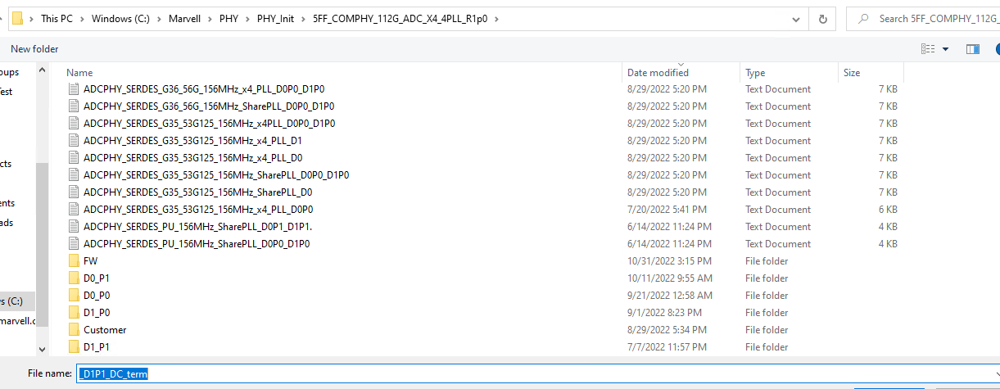 This PC > Windows (C:) > Marvell > PHY > PHY_Init > 5FF_COMPHY_112G_ADC_X4_4PLL_R1p0 > Search 5FF_COMPHY_112G_
New folder
Name Date modified Type Size
oups
ADCPHY_SERDES_G36_56G_156MHz_x4_PLL_D0P0_D1P0 8/29/2022 5:20 PM Text Document 7 KB
Test
ADCPHY_SERDES_G36_56G_156MHz_SharePLL_D0P0_D1P0 8/29/2022 5:20 PM Text Document 7 KB
ADCPHY_SERDES_G35_53G125_156MHz_x4PLL_D0P0_D1P0 8/29/2022 5:20 PM Text Document 7 KB
ADCPHY_SERDES_G35_53G125_156MHz_x4_PLL_D1 8/29/2022 5:20 PM Text Document 7 KB
ADCPHY_SERDES_G35_53G125_156MHz_x4_PLL_D0 8/29/2022 5:20 PM Text Document 7 KB
cts
ADCPHY_SERDES_G35_53G125_156MHz_SharePLL_D0P0_D1P0 8/29/2022 5:20 PM Text Document 7 KB
ADCPHY_SERDES_G35_53G125_156MHz_SharePLL_D0 8/29/2022 5:20 PM Text Document 7 KB
ents
ADCPHY_SERDES_G35_53G125_156MHz_x4_PLL_D0P0 7/20/2022 5:41 PM Text Document 6 KB
ads
ADCPHY_SERDES_PU_156MHz_SharePLL_D0P1_D1P1. 6/14/2022 11:24 PM Text Document 4 KB
ADCPHY_SERDES_PU_156MHz_SharePLL_D0P0_D1P0 6/14/2022 11:24 PM Text Document 4 KB
FW 10/31/2022 3:15 PM File folder
D0_P1 10/11/2022 9:55 AM File folder
D0_P0 9/21/2022 12:58 AM File folder
s (C:)
D1_P0 9/1/2022 8:23 PM File folder
marvell.c
Customer 8/29/2022 5:34 PM File folder
D1_P1 7/7/2022 11:57 PM File folder
File name: _D1P1_DC_term